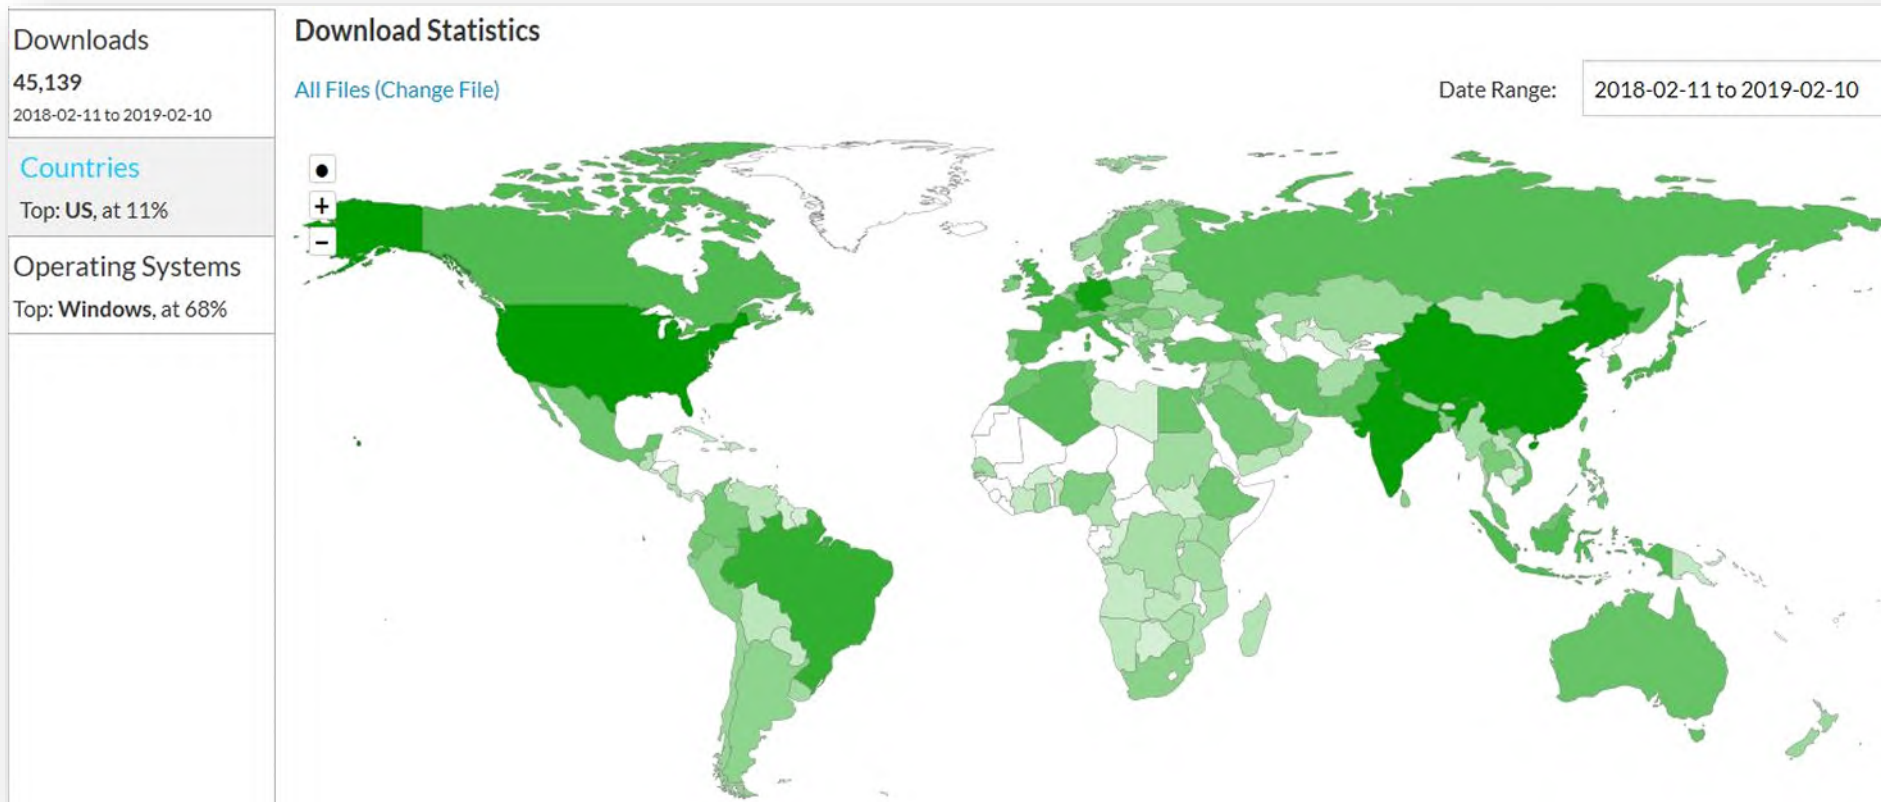 Downloads
45,139
2018-02-11 to 2019-02-10
Countries
Top: US, at 11%
Operating Systems
Top: Windows, at 68%
Download Statistics
All Files (Change File)
Date Range:
2018-02-11 to 2019-02-10
+
−